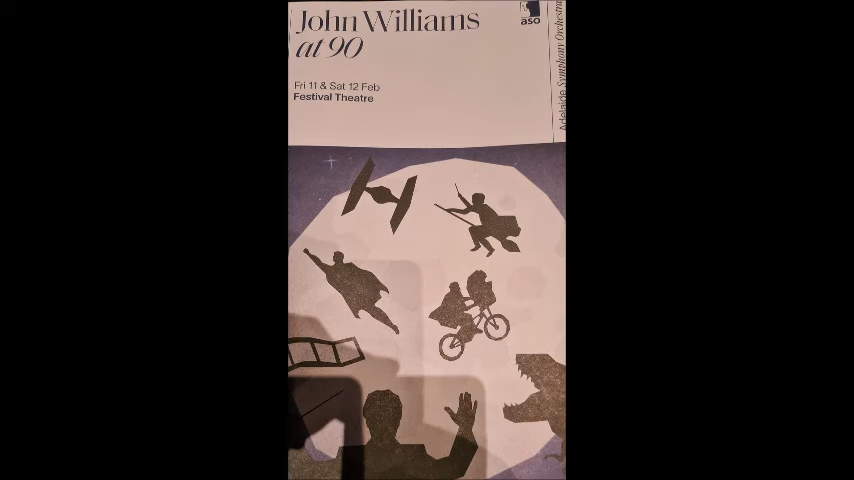 John Williams
at 90
aso
Fri 11 & Sat 12 Feb
Festival Theatre
Adelaide Symphony Orchestra